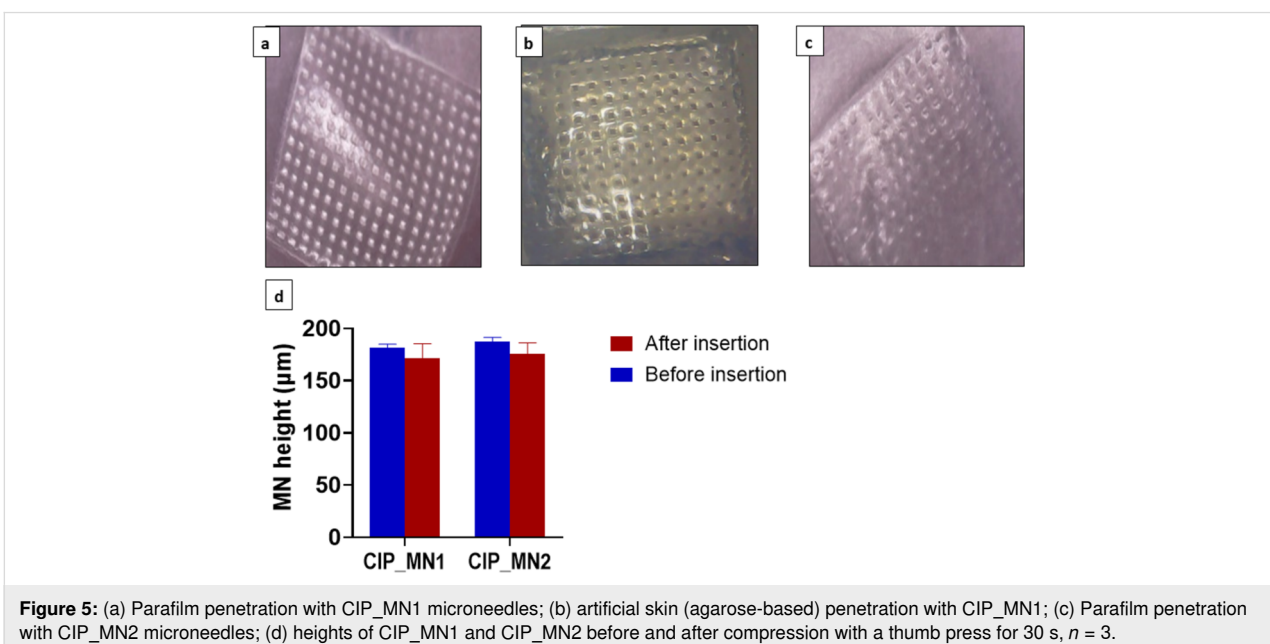 a
b
c
d
200
150
100
50
0
MN height (µm)
CIP_MN1 CIP_MN2
After insertion
Before insertion
Figure 5: (a) Parafilm penetration with CIP_MN1 microneedles; (b) artificial skin (agarose-based) penetration with CIP_MN1; (c) Parafilm penetration
with CIP_MN2 microneedles; (d) heights of CIP_MN1 and CIP_MN2 before and after compression with a thumb press for 30 s, n = 3.